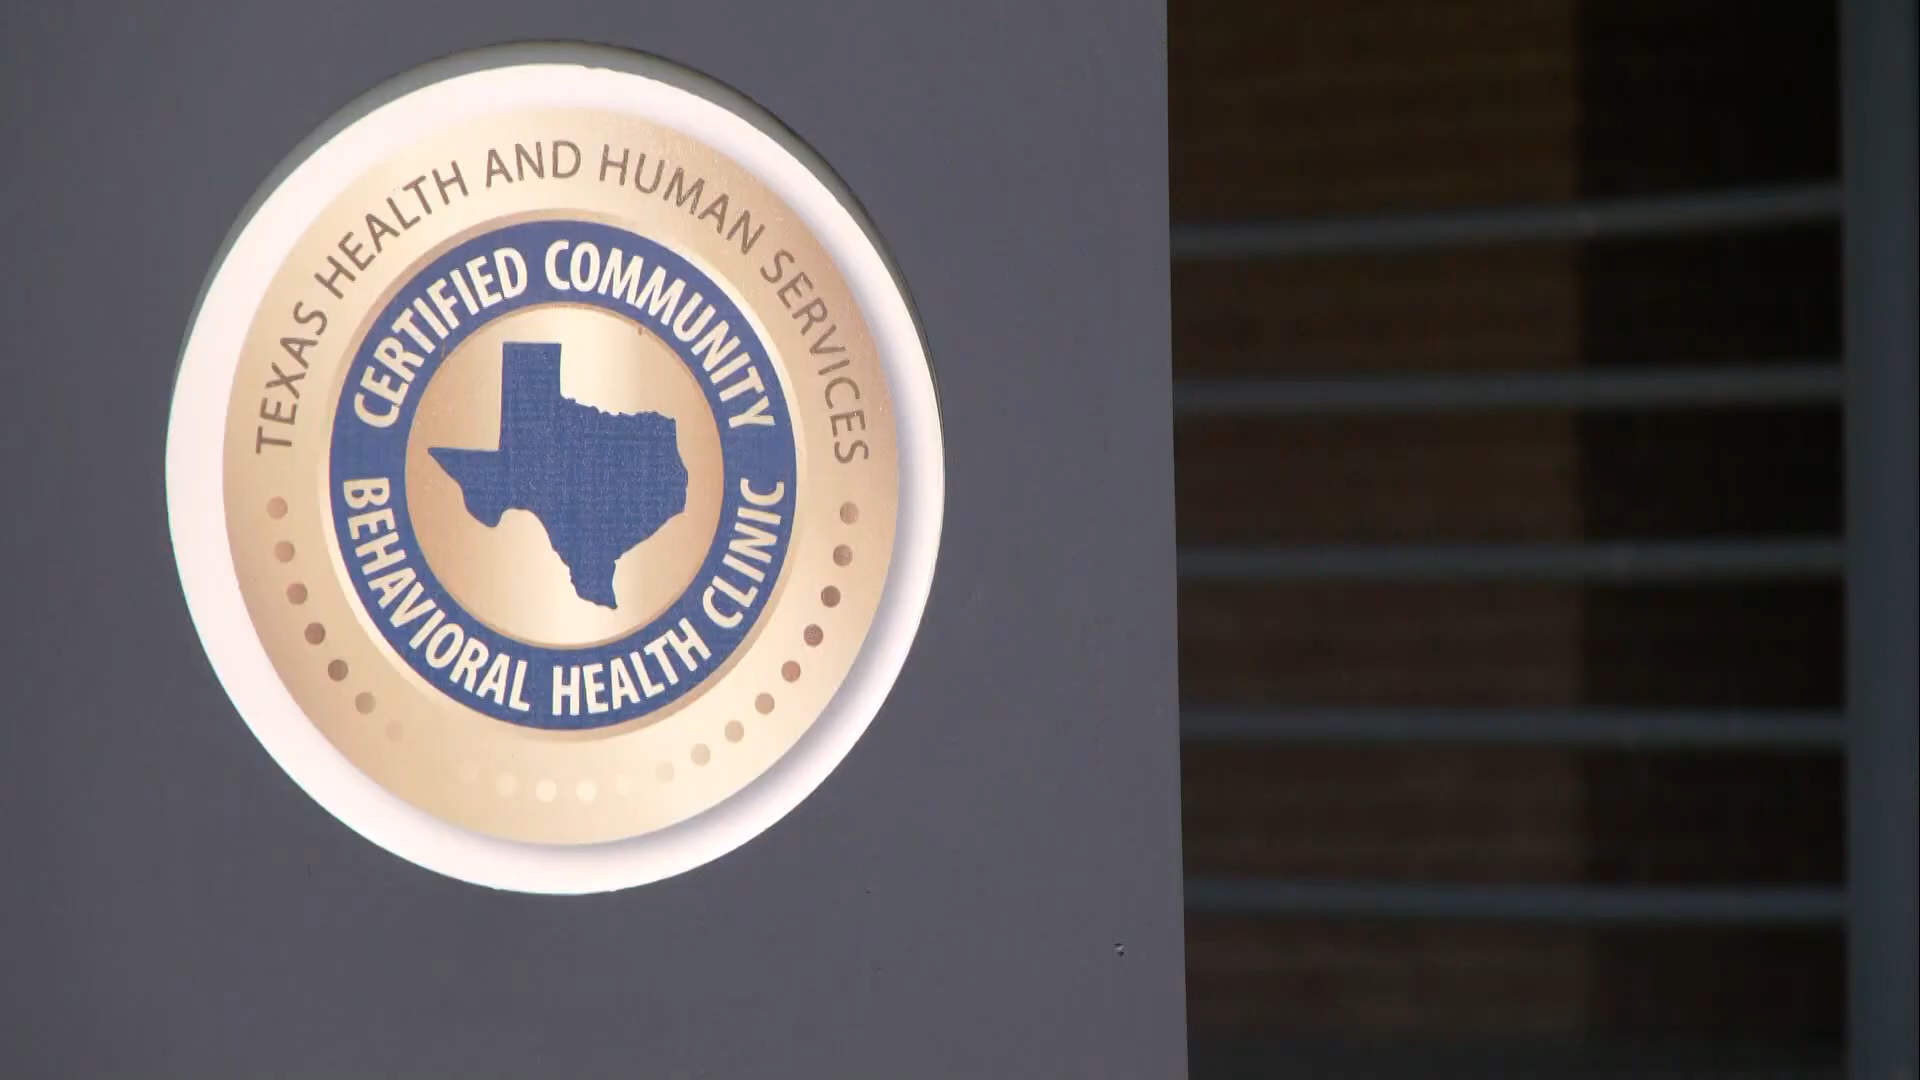 TEXAS HEALTH AND HUMAN SERVICES
CERTIFIED COMMUNITY
BEHAVIORAL HEALTH CLINIC